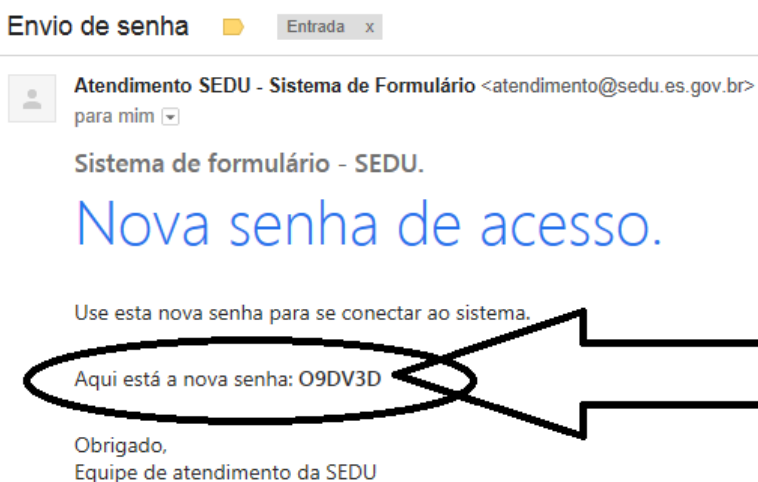 Envio de senha Entrada x
Atendimento SEDU - Sistema de Formulário <atendimento@sedu.es.gov.br>
para mim
Sistema de formulário - SEDU.
Nova senha de acesso.
Use esta nova senha para se conectar ao sistema.
Aqui está a nova senha: O9DV3D
Obrigado,
Equipe de atendimento da SEDU